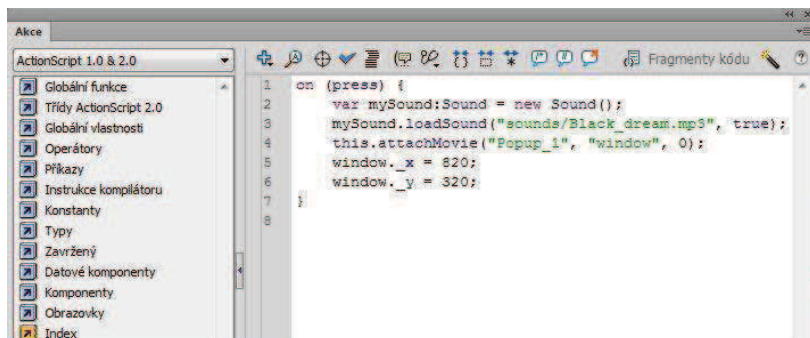 Akce
ActionScript 1.0 & 2.0
Fragmenty kódu
Globální funkce
Třídy ActionScript 2.0
Globální vlastnosti
Operátory
Příkazy
Instrukce kompilátoru
Konstanty
Typy
Zavržený
Datové komponenty
Komponenty
Obrazovky
Index
1 on (press) {
2 var mySound:Sound = new Sound();
3 mySound.loadSound("sounds/Black_dream.mp3", true);
4 this.attachMovie("Popup_1", "window", 0);
5 window._x = 820;
6 window._y = 320;
7 }
8